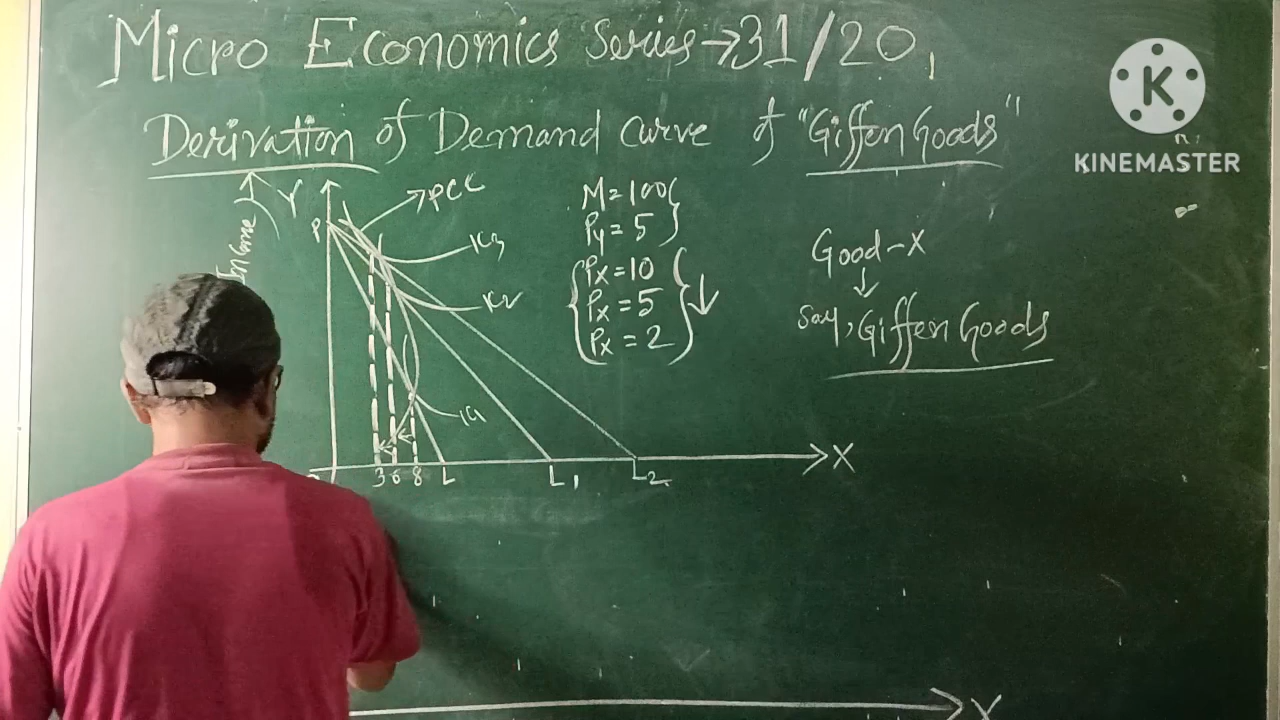 Micro Economics Series → 31/20,
Derivation of Demand Curve of "Giffen Goods"
KINEMASTER
K
Income
Y
P
PCC
IC3
IC2
IC1
M=100
Py=5
Px=10
Px=5
Px=2
Good-X
Say, Giffen Goods
3 6 8 L L1 L2
X
X